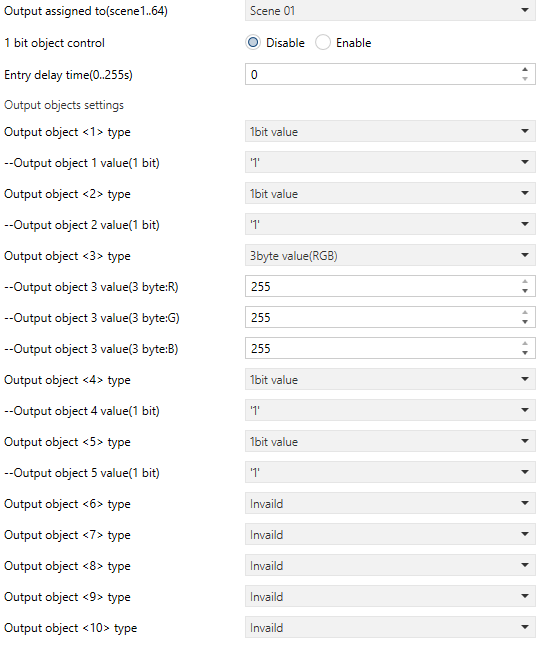 Output assigned to(scene1..64) Scene 01
1 bit object control Disable Enable
Entry delay time(0..255s) 0
Output objects settings
Output object <1> type 1bit value
--Output object 1 value(1 bit) '1'
Output object <2> type 1bit value
--Output object 2 value(1 bit) '1'
Output object <3> type 3byte value(RGB)
--Output object 3 value(3 byte:R) 255
--Output object 3 value(3 byte:G) 255
--Output object 3 value(3 byte:B) 255
Output object <4> type 1bit value
--Output object 4 value(1 bit) '1'
Output object <5> type 1bit value
--Output object 5 value(1 bit) '1'
Output object <6> type Invaild
Output object <7> type Invaild
Output object <8> type Invaild
Output object <9> type Invaild
Output object <10> type Invaild